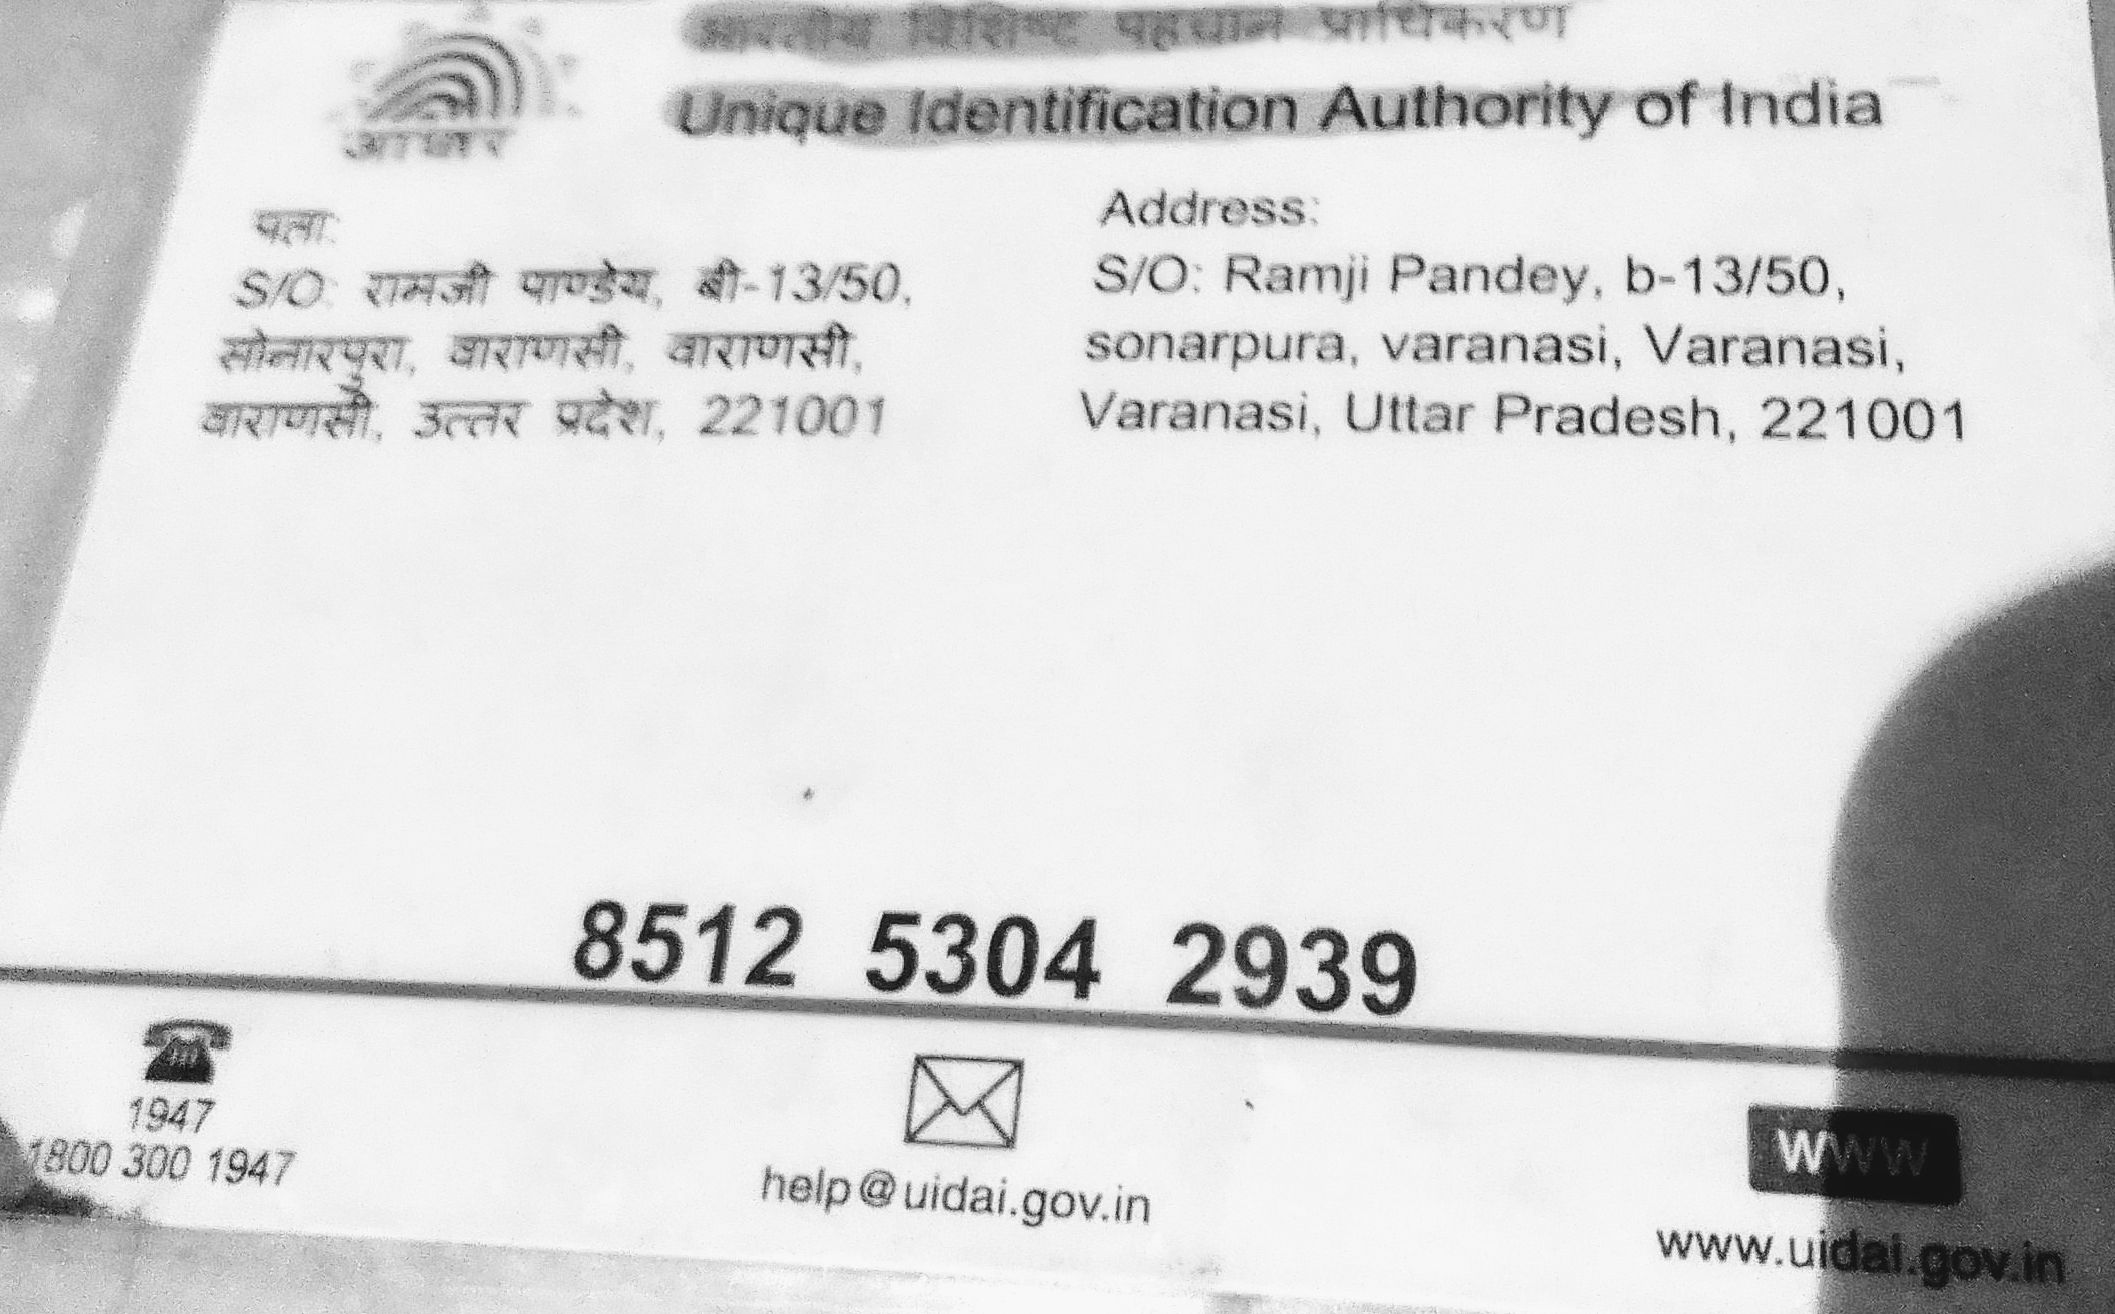 भारतीय विशिष्ट पहचान प्राधिकरण
Unique Identification Authority of India
आधार
पता:
S/O: रामजी पाण्डेय, बी-13/50,
सोनारपुरा, वाराणसी, वाराणसी,
वाराणसी, उत्तर प्रदेश, 221001
Address:
S/O: Ramji Pandey, b-13/50,
sonarpura, varanasi, Varanasi,
Varanasi, Uttar Pradesh, 221001
8512 5304 2939
1947
1800 300 1947
help@uidai.gov.in
www
www.uidai.gov.in